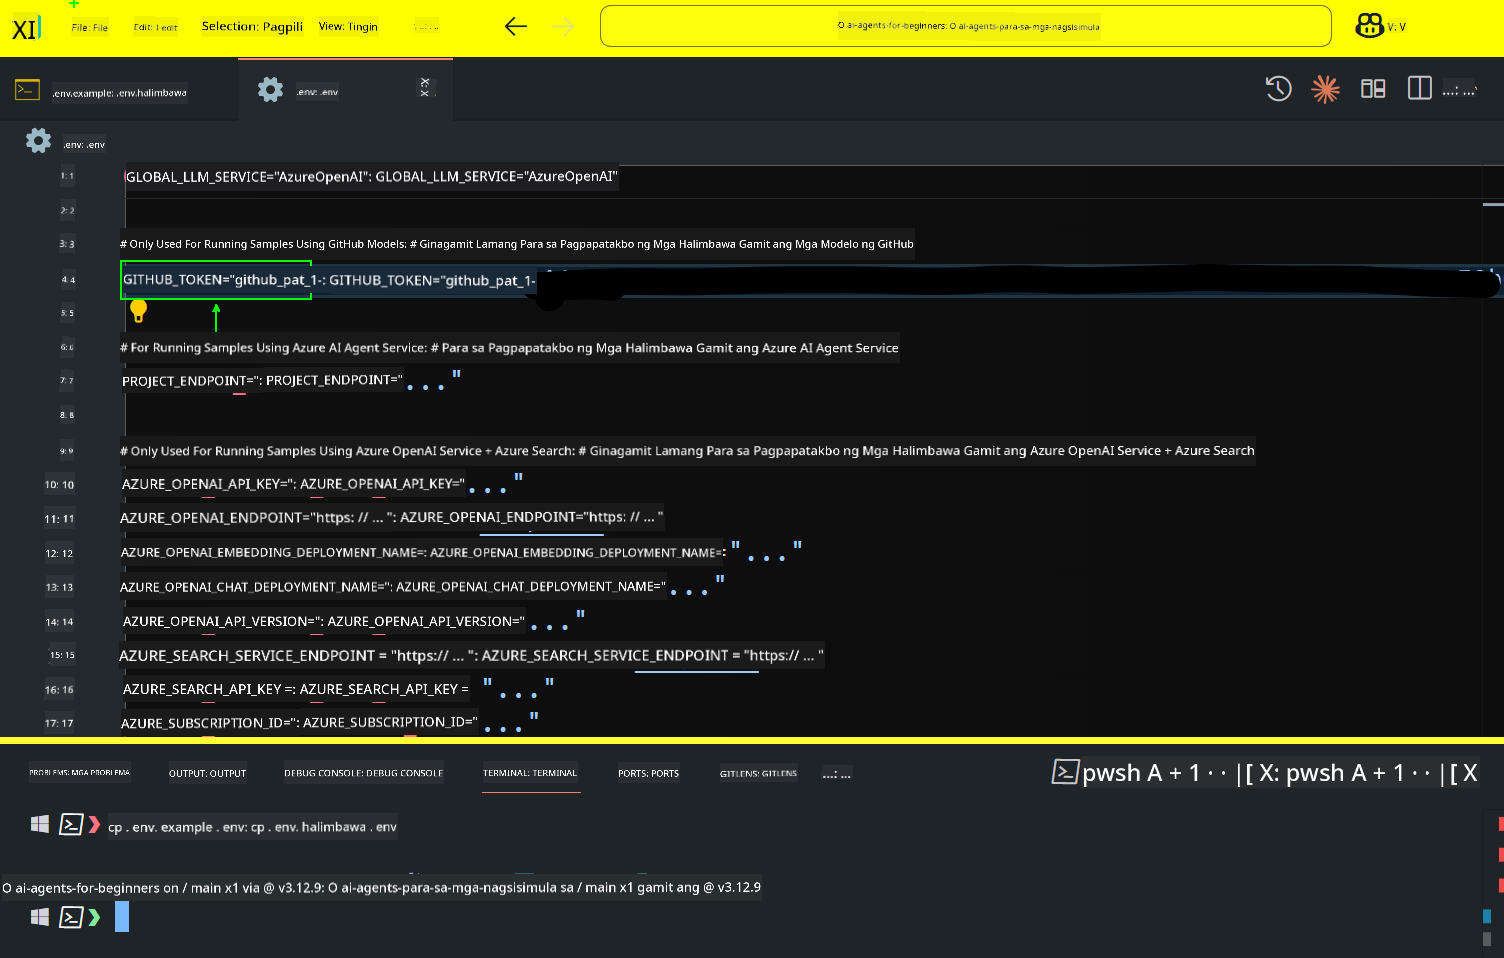 File: File Edit: I-edit Selection: Pagpili View: Tingin ...: ... O ai-agents-for-beginners: O ai-agents-para-sa-mga-nagsisimula V: V
.env.example: .env.halimbawa .env: .env X: X ...: ...
.env: .env
1: 1 GLOBAL_LLM_SERVICE="AzureOpenAI": GLOBAL_LLM_SERVICE="AzureOpenAI"
2: 2
3: 3 # Only Used For Running Samples Using GitHub Models: # Ginagamit Lamang Para sa Pagpapatakbo ng Mga Halimbawa Gamit ang Mga Modelo ng GitHub
4: 4 GITHUB_TOKEN="github_pat_1-: GITHUB_TOKEN="github_pat_1-
5: 5
6: 6 # For Running Samples Using Azure AI Agent Service: # Para sa Pagpapatakbo ng Mga Halimbawa Gamit ang Azure AI Agent Service
7: 7 PROJECT_ENDPOINT=": PROJECT_ENDPOINT="..."
8: 8
9: 9 # Only Used For Running Samples Using Azure OpenAI Service + Azure Search: # Ginagamit Lamang Para sa Pagpapatakbo ng Mga Halimbawa Gamit ang Azure OpenAI Service + Azure Search
10: 10 AZURE_OPENAI_API_KEY=": AZURE_OPENAI_API_KEY="..."
11: 11 AZURE_OPENAI_ENDPOINT="https: // ... ": AZURE_OPENAI_ENDPOINT="https: // ... "
12: 12 AZURE_OPENAI_EMBEDDING_DEPLOYMENT_NAME=: AZURE_OPENAI_EMBEDDING_DEPLOYMENT_NAME=: "..."
13: 13 AZURE_OPENAI_CHAT_DEPLOYMENT_NAME=": AZURE_OPENAI_CHAT_DEPLOYMENT_NAME="..."
14: 14 AZURE_OPENAI_API_VERSION=": AZURE_OPENAI_API_VERSION="..."
15: 15 AZURE_SEARCH_SERVICE_ENDPOINT = "https:// ... ": AZURE_SEARCH_SERVICE_ENDPOINT = "https:// ... "
16: 16 AZURE_SEARCH_API_KEY =: AZURE_SEARCH_API_KEY = "..."
17: 17 AZURE_SUBSCRIPTION_ID=": AZURE_SUBSCRIPTION_ID="..."
PROBLEMS: MGA PROBLEMA OUTPUT: OUTPUT DEBUG CONSOLE: DEBUG CONSOLE TERMINAL: TERMINAL PORTS: PORTS GITLENS: GITLENS ...: ... pwsh A + 1 · · |[ X: pwsh A + 1 · · |[ X
cp . env. example . env: cp . env. halimbawa . env
O ai-agents-for-beginners on / main x1 via @ v3.12.9: O ai-agents-para-sa-mga-nagsisimula sa / main x1 gamit ang @ v3.12.9